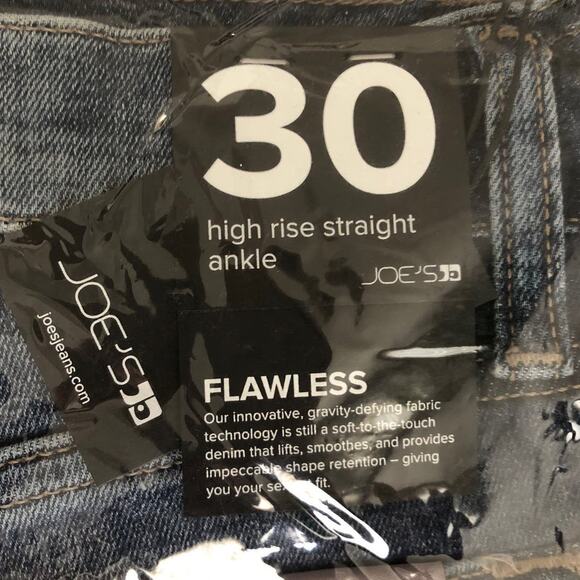 30
high rise straight
ankle
JOE'S
JOE'S
joesjeans.com
FLAWLESS
Our innovative, gravity-defying fabric
technology is still a soft-to-the-touch
denim that lifts, smoothes, and provides
impeccable shape retention – giving
you your fit.